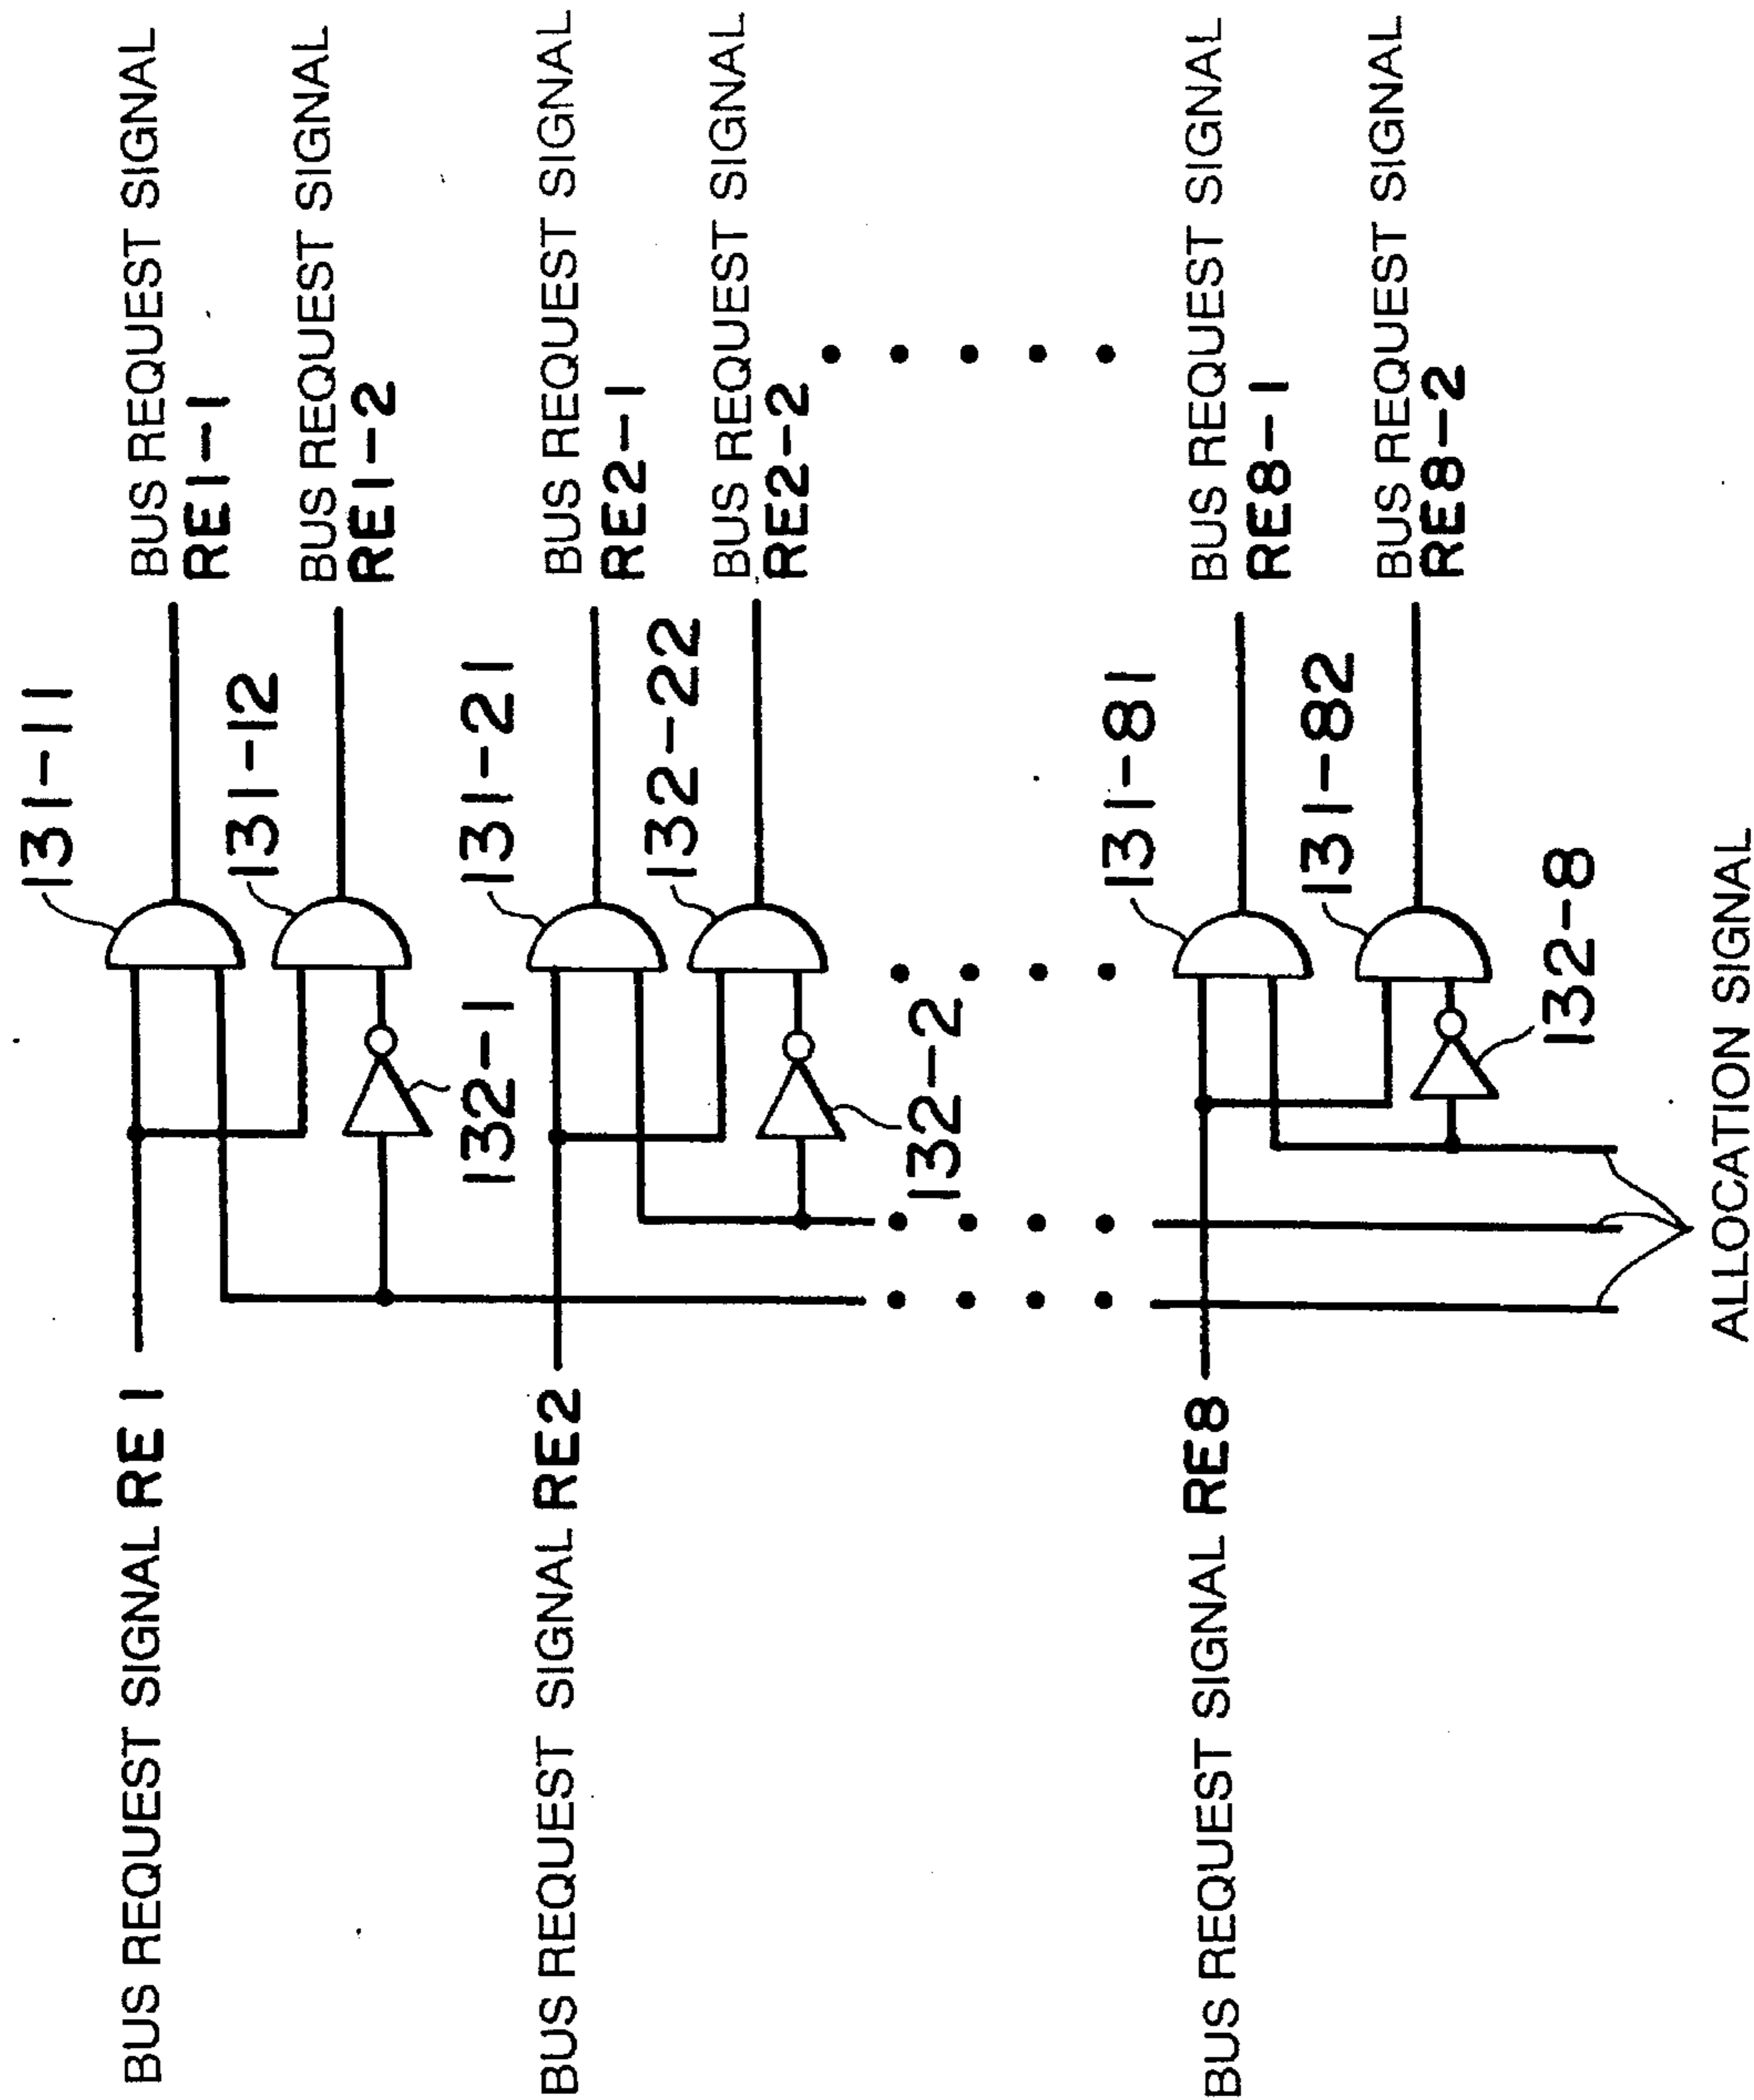 BUS REQUEST SIGNAL RE1
131-11
BUS REQUEST SIGNAL
RE1-1
131-12
BUS REQUEST SIGNAL
RE1-2
132-1
BUS REQUEST SIGNAL RE2
131-21
BUS REQUEST SIGNAL
RE2-1
132-22
BUS REQUEST SIGNAL
RE2-2
132-2
BUS REQUEST SIGNAL RE8
131-81
BUS REQUEST SIGNAL
RE8-1
131-82
BUS REQUEST SIGNAL
RE8-2
132-8
ALLOCATION SIGNAL